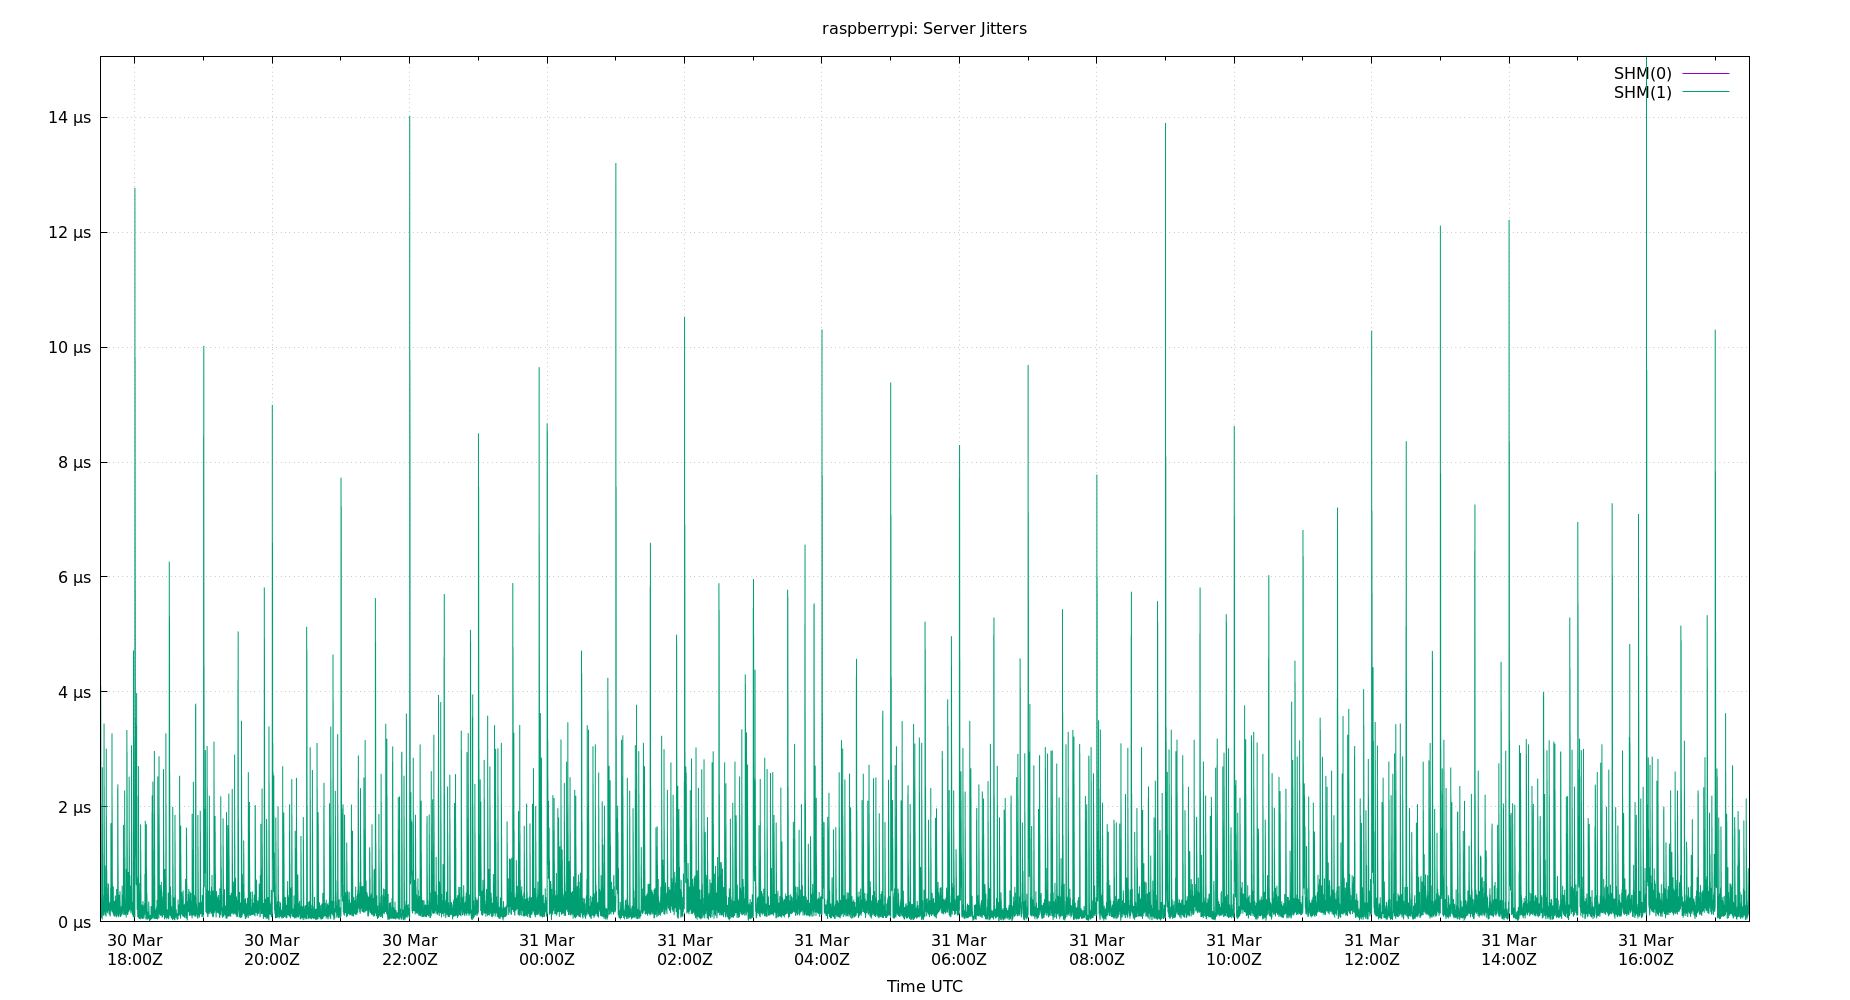 raspberrypi: Server Jitters
SHM(0)
SHM(1)
14 µs
12 µs
10 µs
8 µs
6 µs
4 µs
2 µs
0 µs
30 Mar
18:00Z
30 Mar
20:00Z
30 Mar
22:00Z
31 Mar
00:00Z
31 Mar
02:00Z
31 Mar
04:00Z
31 Mar
06:00Z
31 Mar
08:00Z
31 Mar
10:00Z
31 Mar
12:00Z
31 Mar
14:00Z
31 Mar
16:00Z
Time UTC